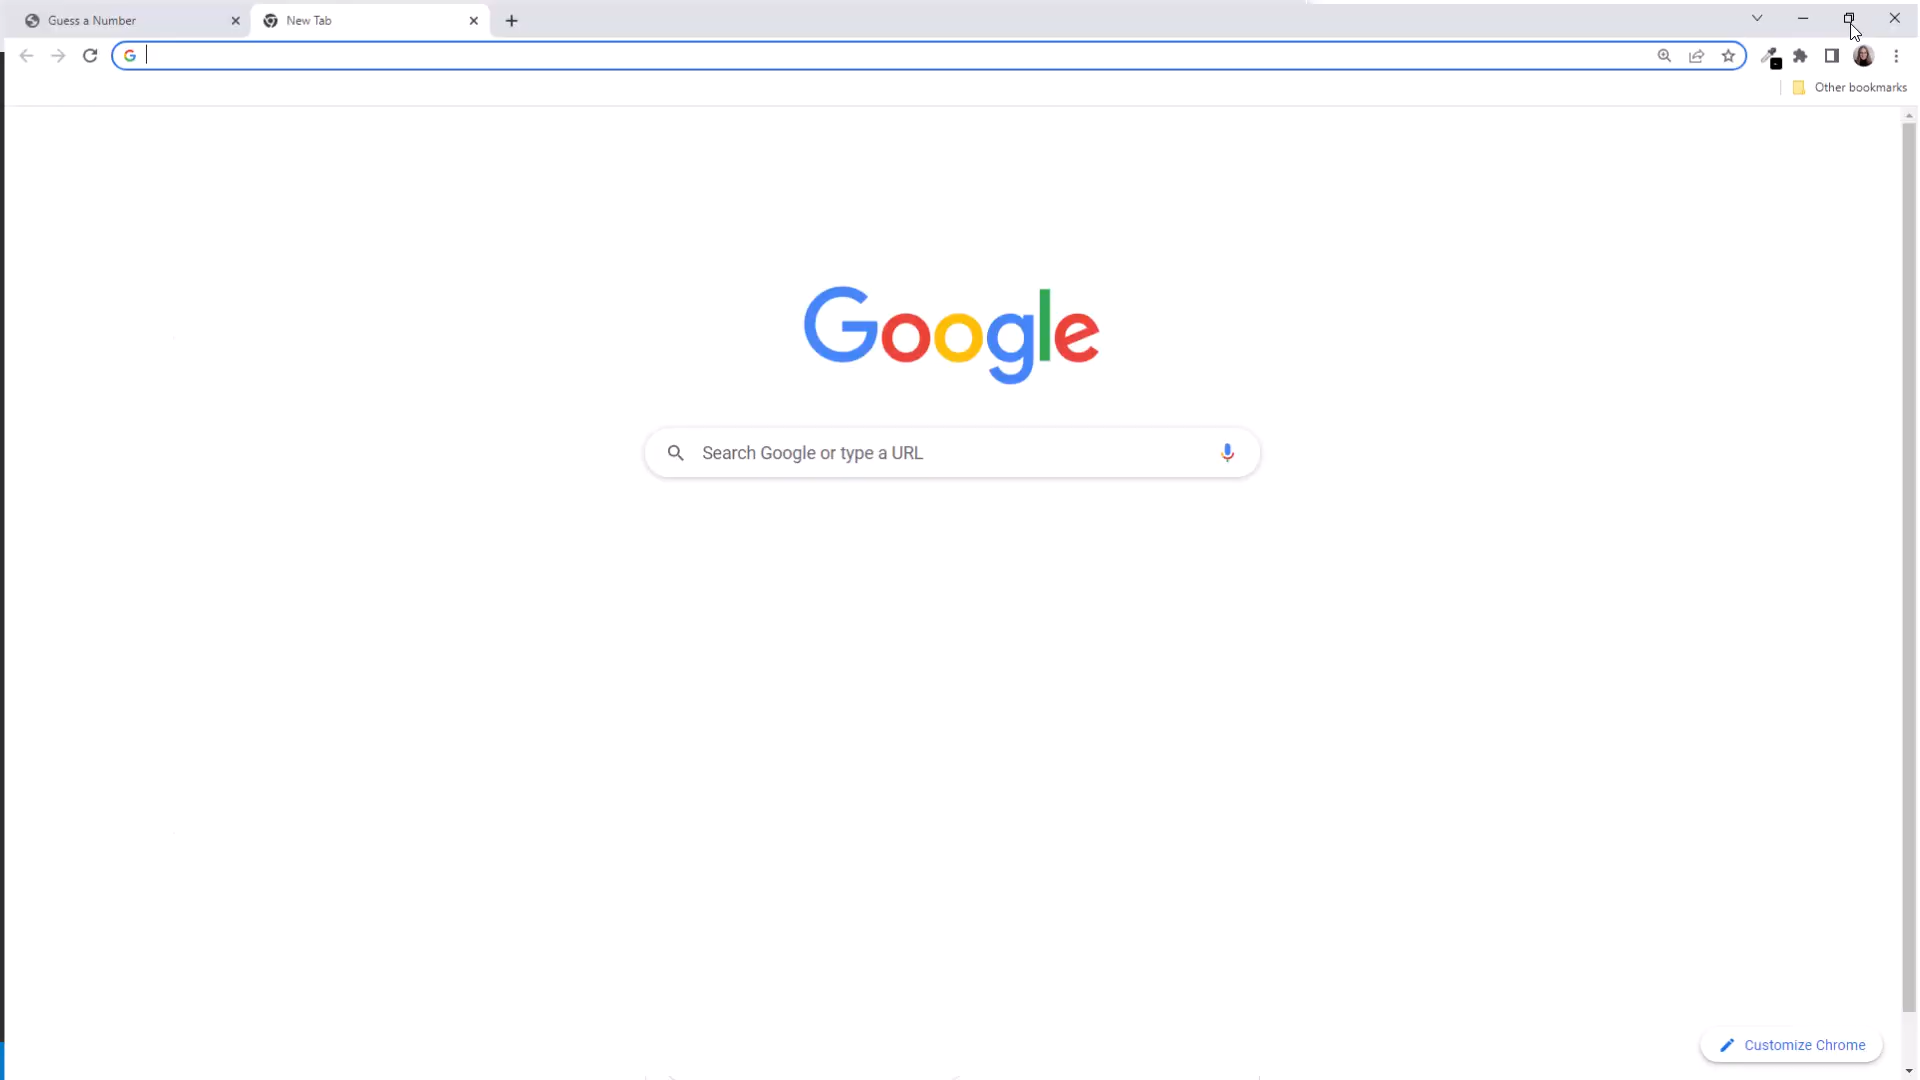 Guess a Number
New Tab
Other bookmarks
Google
Search Google or type a URL
Customize Chrome